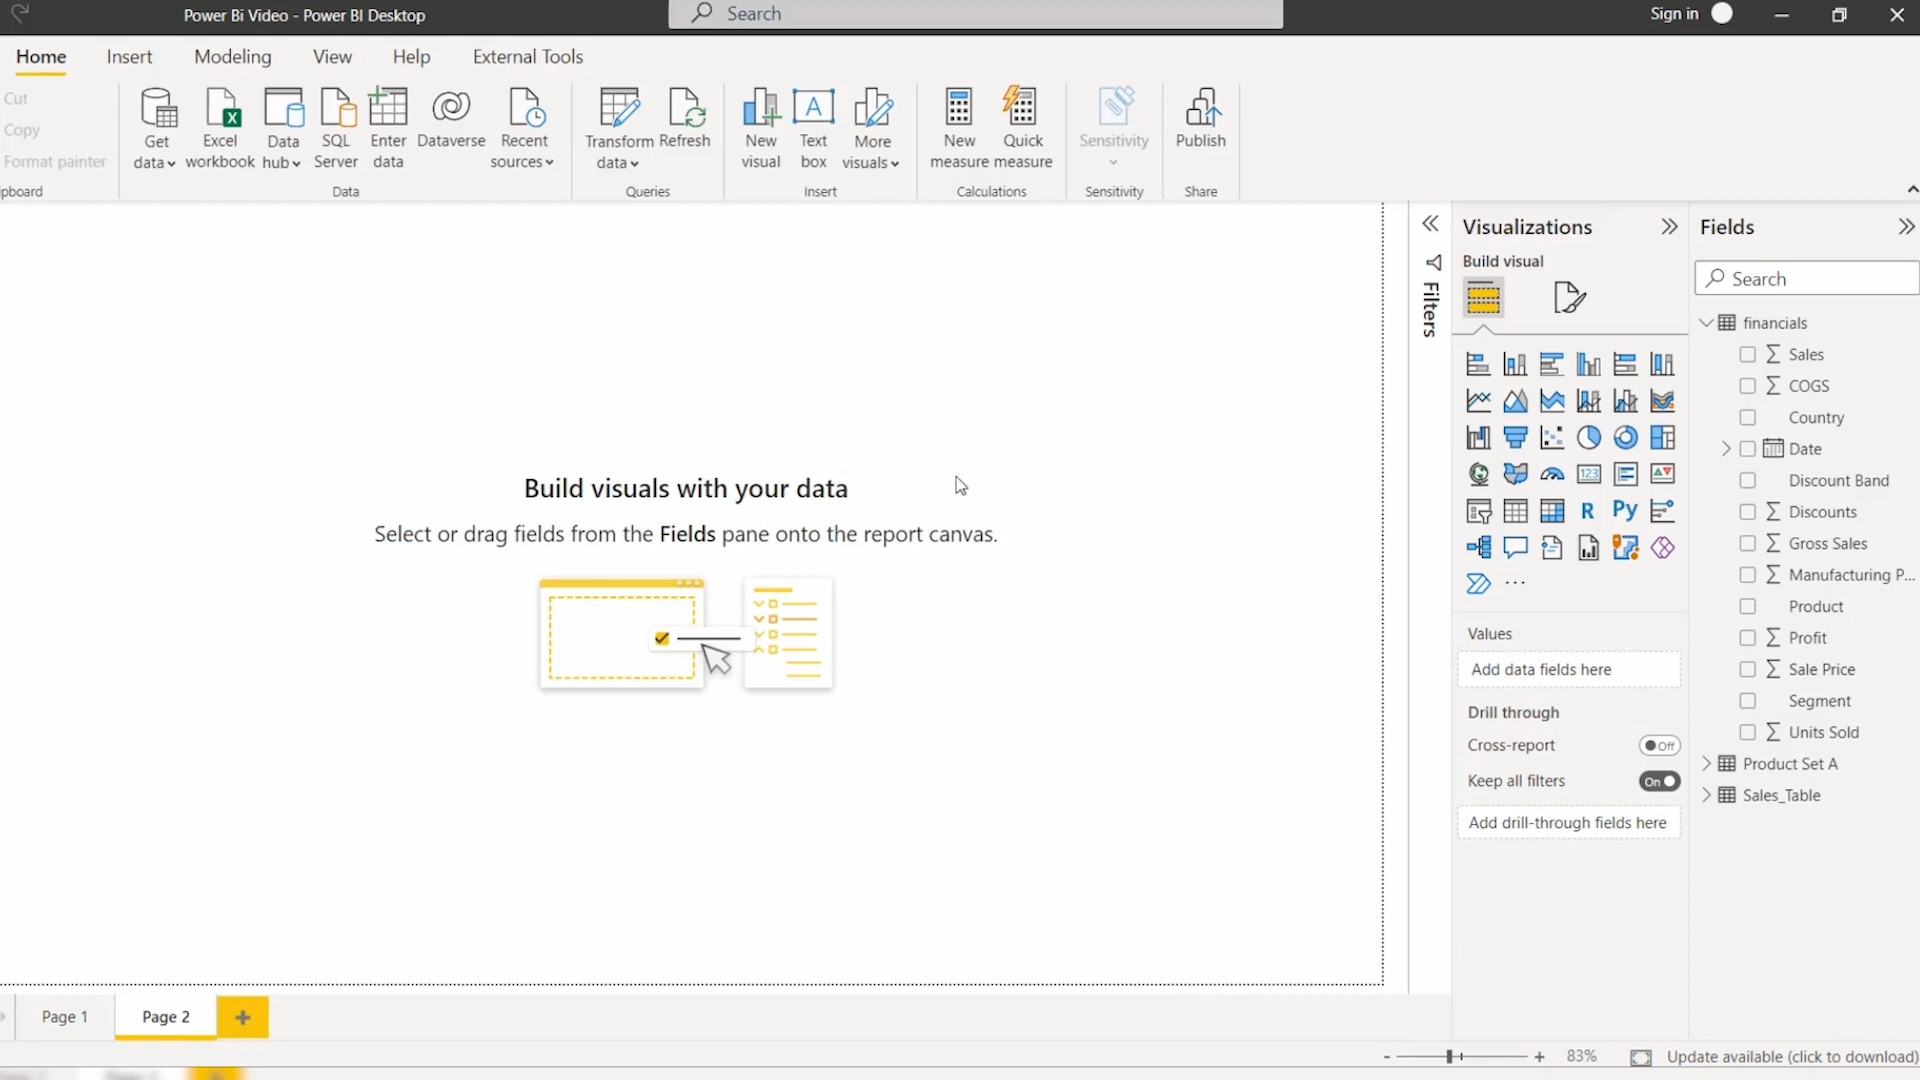 Power Bi Video - Power BI Desktop
Search
Sign in
Home
Insert
Modeling
View
Help
External Tools
Cut
Copy
Format painter
ipboard
Get data
Excel workbook
Data hub
SQL Server
Enter data
Dataverse
Recent sources
Data
Transform data
Refresh
Queries
New visual
A
Text box
More visuals
Insert
New measure
Quick measure
Calculations
Sensitivity
Sensitivity
Publish
Share
Build visuals with your data
Select or drag fields from the Fields pane onto the report canvas.
Filters
Visualizations
Build visual
123
R
Py
Values
Add data fields here
Drill through
Cross-report
Off
Keep all filters
On
Add drill-through fields here
Fields
Search
financials
Sales
COGS
Country
Date
Discount Band
Discounts
Gross Sales
Manufacturing P...
Product
Profit
Sale Price
Segment
Units Sold
Product Set A
Sales_Table
Page 1
Page 2
+
- + 83%
Update available (click to download)